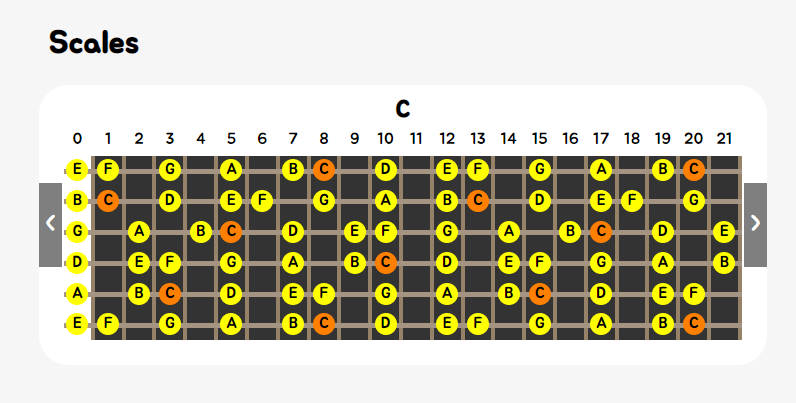 Scales
C
0 1 2 3 4 5 6 7 8 9 10 11 12 13 14 15 16 17 18 19 20 21
E F G A B C D E F G A B C
B C D E F G A B C D E F G
G A B C D E F G A B C D E
D E F G A B C D E F G A B
A B C D E F G A B C D E F
E F G A B C D E F G A B C